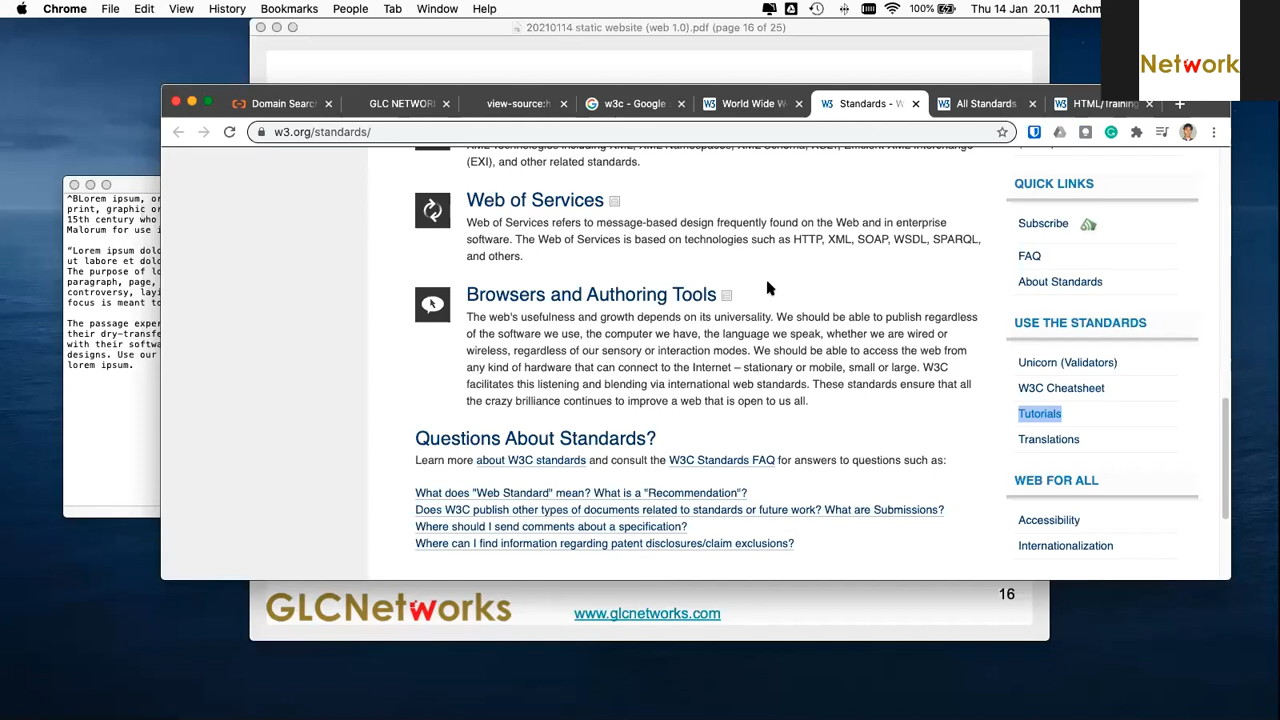 Chrome File Edit View History Bookmarks People Tab Window Help 100% Thu 14 Jan 20.11 Achm
20210114 static website (web 1.0).pdf (page 16 of 25)
Network
Domain Searc GLC NETWOR view-source:h w3c - Google World Wide W Standards - W All Standards HTML/Training
w3.org/standards/
^BLorem ipsum, or
print, graphic or
15th century who
Malorum for use i
“Lorem ipsum dolo
ut labore et dolo
The purpose of lo
paragraph, page,
controversy, layi
focus is meant to
The passage exper
their dry-transfe
with their softwa
designs. Use our
lorem ipsum.
(EXI), and other related standards.
Web of Services
Web of Services refers to message-based design frequently found on the Web and in enterprise
software. The Web of Services is based on technologies such as HTTP, XML, SOAP, WSDL, SPARQL,
and others.
Browsers and Authoring Tools
The web's usefulness and growth depends on its universality. We should be able to publish regardless
of the software we use, the computer we have, the language we speak, whether we are wired or
wireless, regardless of our sensory or interaction modes. We should be able to access the web from
any kind of hardware that can connect to the Internet – stationary or mobile, small or large. W3C
facilitates this listening and blending via international web standards. These standards ensure that all
the crazy brilliance continues to improve a web that is open to us all.
Questions About Standards?
Learn more about W3C standards and consult the W3C Standards FAQ for answers to questions such as:
What does "Web Standard" mean? What is a "Recommendation"?
Does W3C publish other types of documents related to standards or future work? What are Submissions?
Where should I send comments about a specification?
Where can I find information regarding patent disclosures/claim exclusions?
QUICK LINKS
Subscribe
FAQ
About Standards
USE THE STANDARDS
Unicorn (Validators)
W3C Cheatsheet
Tutorials
Translations
WEB FOR ALL
Accessibility
Internationalization
GLCNetworks
www.glcnetworks.com
16